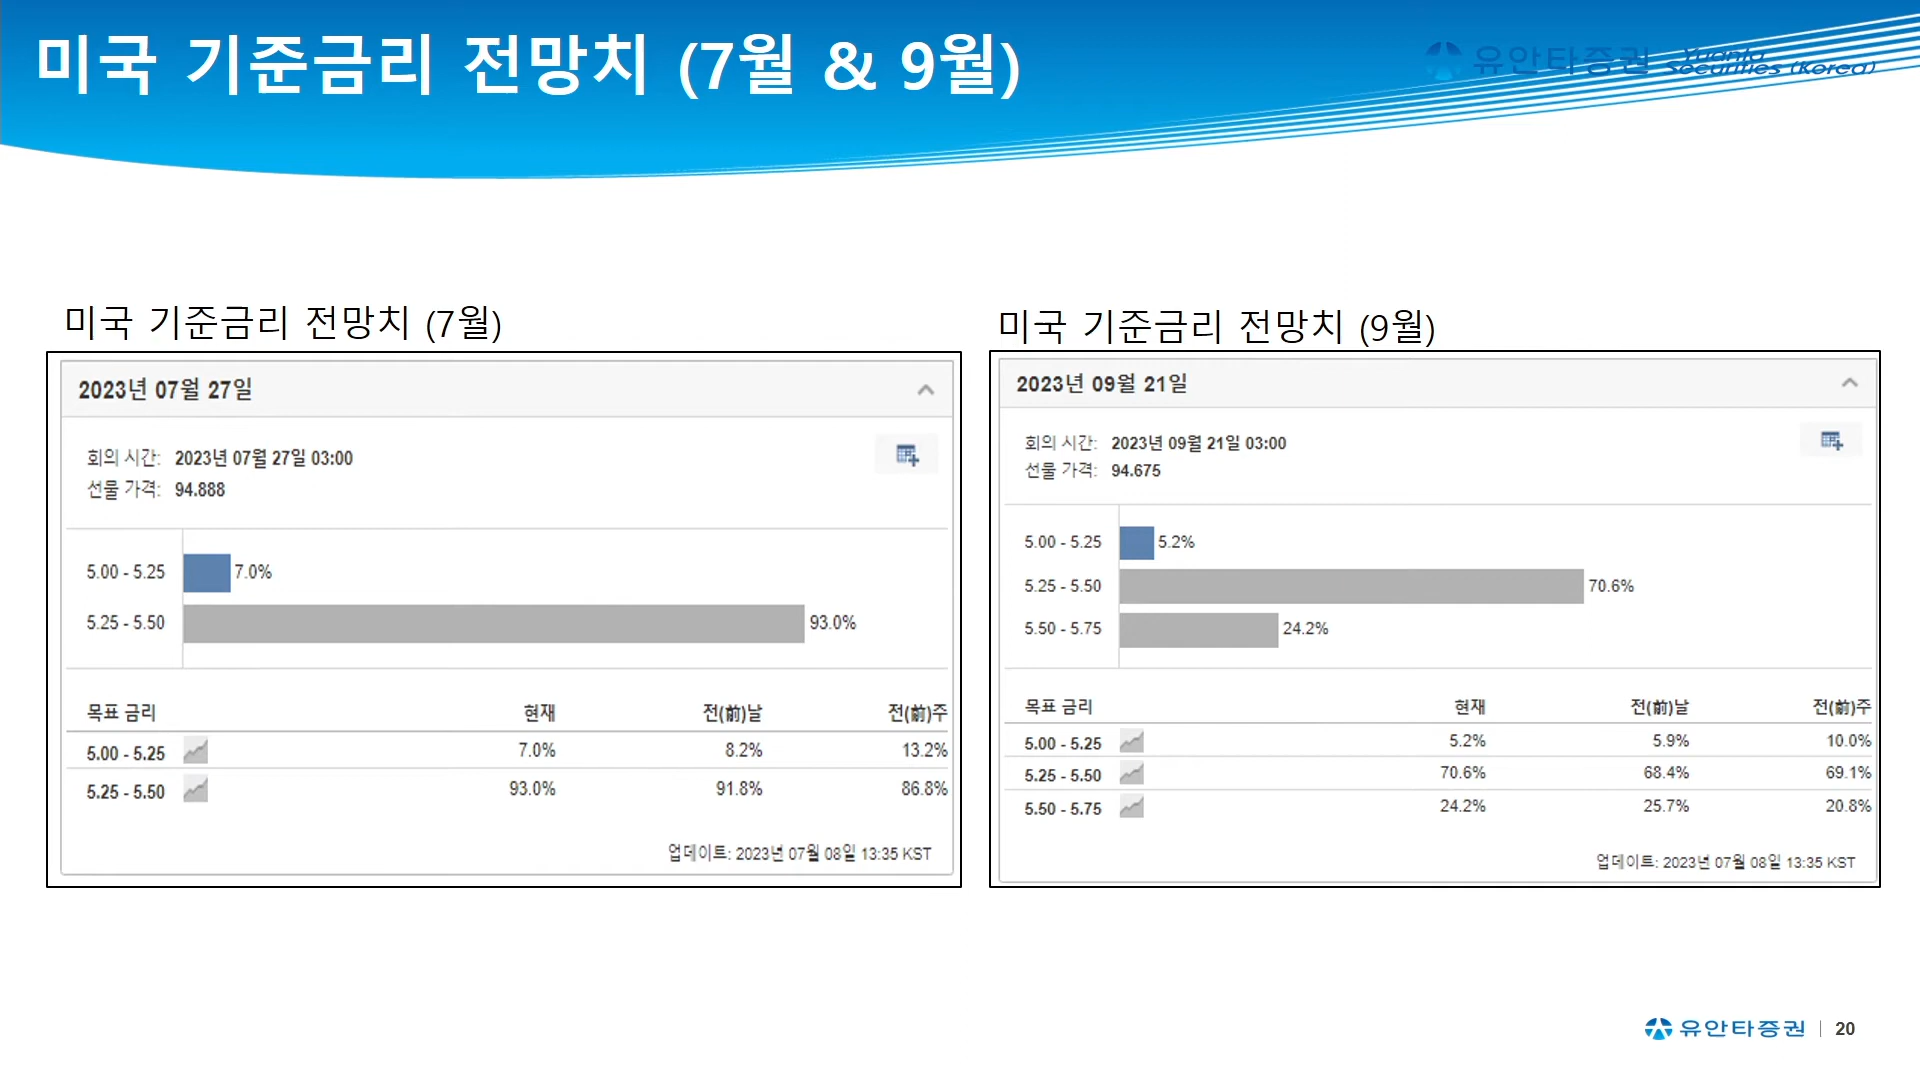 미국 기준금리 전망치 (7월 & 9월)
유안타증권 Yuanta Securities (Korea)
미국 기준금리 전망치 (7월)
2023년 07월 27일
회의 시간: 2023년 07월 27일 03:00
선물 가격: 94.888
5.00 - 5.25 7.0%
5.25 - 5.50 93.0%
목표 금리 현재 전(前)날 전(前)주
5.00 - 5.25 7.0% 8.2% 13.2%
5.25 - 5.50 93.0% 91.8% 86.8%
업데이트: 2023년 07월 08일 13:35 KST
미국 기준금리 전망치 (9월)
2023년 09월 21일
회의 시간: 2023년 09월 21일 03:00
선물 가격: 94.675
5.00 - 5.25 5.2%
5.25 - 5.50 70.6%
5.50 - 5.75 24.2%
목표 금리 현재 전(前)날 전(前)주
5.00 - 5.25 5.2% 5.9% 10.0%
5.25 - 5.50 70.6% 68.4% 69.1%
5.50 - 5.75 24.2% 25.7% 20.8%
업데이트: 2023년 07월 08일 13:35 KST
유안타증권 | 20